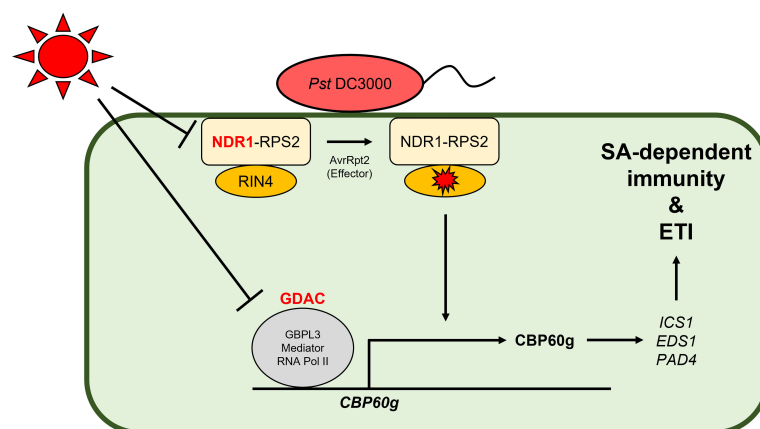 Pst DC3000
NDR1-RPS2
RIN4
AvrRpt2
(Effector)
NDR1-RPS2
SA-dependent
immunity
&
ETI
GDAC
GBPL3
Mediator
RNA Pol II
CBP60g
CBP60g
ICS1
EDS1
PAD4